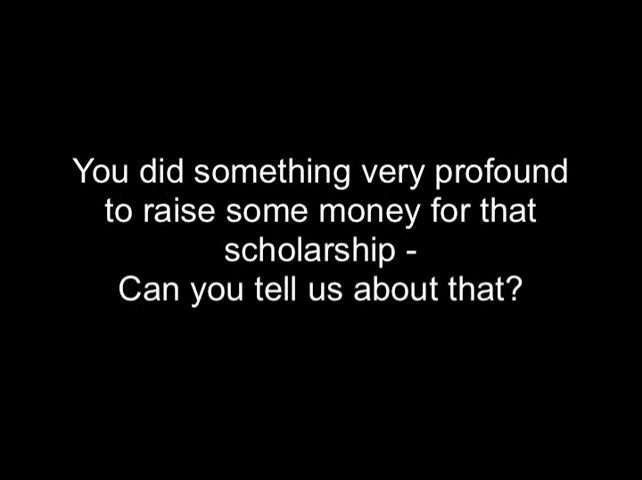 You did something very profound
to raise some money for that
scholarship -
Can you tell us about that?